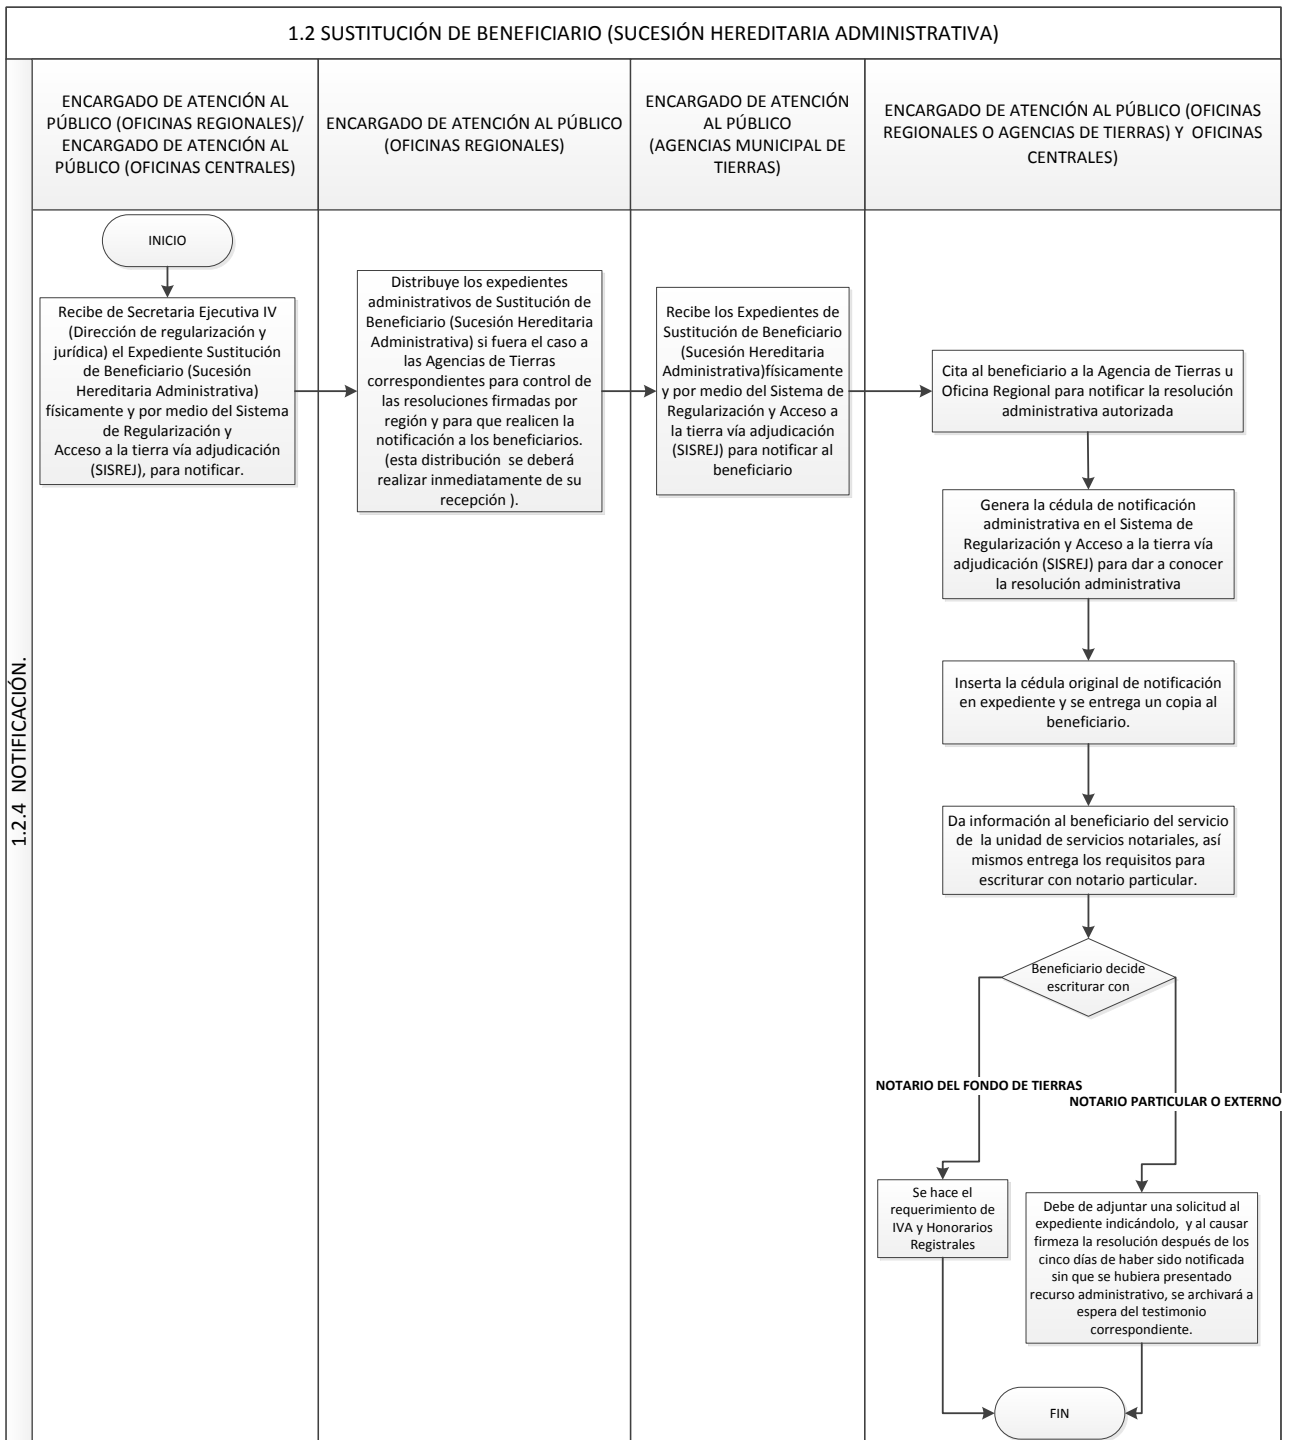 1.2 SUSTITUCIÓN DE BENEFICIARIO (SUCESIÓN HEREDITARIA ADMINISTRATIVA)
ENCARGADO DE ATENCIÓN AL
PÚBLICO (OFICINAS REGIONALES)/
ENCARGADO DE ATENCIÓN AL
PÚBLICO (OFICINAS CENTRALES)
ENCARGADO DE ATENCIÓN AL PÚBLICO
(OFICINAS REGIONALES)
ENCARGADO DE ATENCIÓN
AL PÚBLICO
(AGENCIAS MUNICIPAL DE
TIERRAS)
ENCARGADO DE ATENCIÓN AL PÚBLICO (OFICINAS
REGIONALES O AGENCIAS DE TIERRAS) Y OFICINAS
CENTRALES)
1.2.4 NOTIFICACIÓN.
INICIO
Recibe de Secretaria Ejecutiva IV
(Dirección de regularización y
jurídica) el Expediente Sustitución
de Beneficiario (Sucesión
Hereditaria Administrativa)
físicamente y por medio del Sistema
de Regularización y
Acceso a la tierra vía adjudicación
(SISREJ), para notificar.
Distribuye los expedientes
administrativos de Sustitución de
Beneficiario (Sucesión Hereditaria
Administrativa) si fuera el caso a
las Agencias de Tierras
correspondientes para control de
las resoluciones firmadas por
región y para que realicen la
notificación a los beneficiarios.
(esta distribución se deberá
realizar inmediatamente de su
recepción ).
Recibe los Expedientes de
Sustitución de Beneficiario
(Sucesión Hereditaria
Administrativa)físicamente
y por medio del Sistema de
Regularización y Acceso a
la tierra vía adjudicación
(SISREJ) para notificar al
beneficiario
Cita al beneficiario a la Agencia de Tierras u
Oficina Regional para notificar la resolución
administrativa autorizada
Genera la cédula de notificación
administrativa en el Sistema de
Regularización y Acceso a la tierra vía
adjudicación (SISREJ) para dar a conocer
la resolución administrativa
Inserta la cédula original de notificación
en expediente y se entrega un copia al
beneficiario.
Da información al beneficiario del servicio
de la unidad de servicios notariales, así
mismos entrega los requisitos para
escriturar con notario particular.
Beneficiario decide
escriturar con
NOTARIO DEL FONDO DE TIERRAS
NOTARIO PARTICULAR O EXTERNO
Se hace el
requerimiento de
IVA y Honorarios
Registrales
Debe de adjuntar una solicitud al
expediente indicándolo, y al causar
firmeza la resolución después de los
cinco días de haber sido notificada
sin que se hubiera presentado
recurso administrativo, se archivará a
espera del testimonio
correspondiente.
FIN